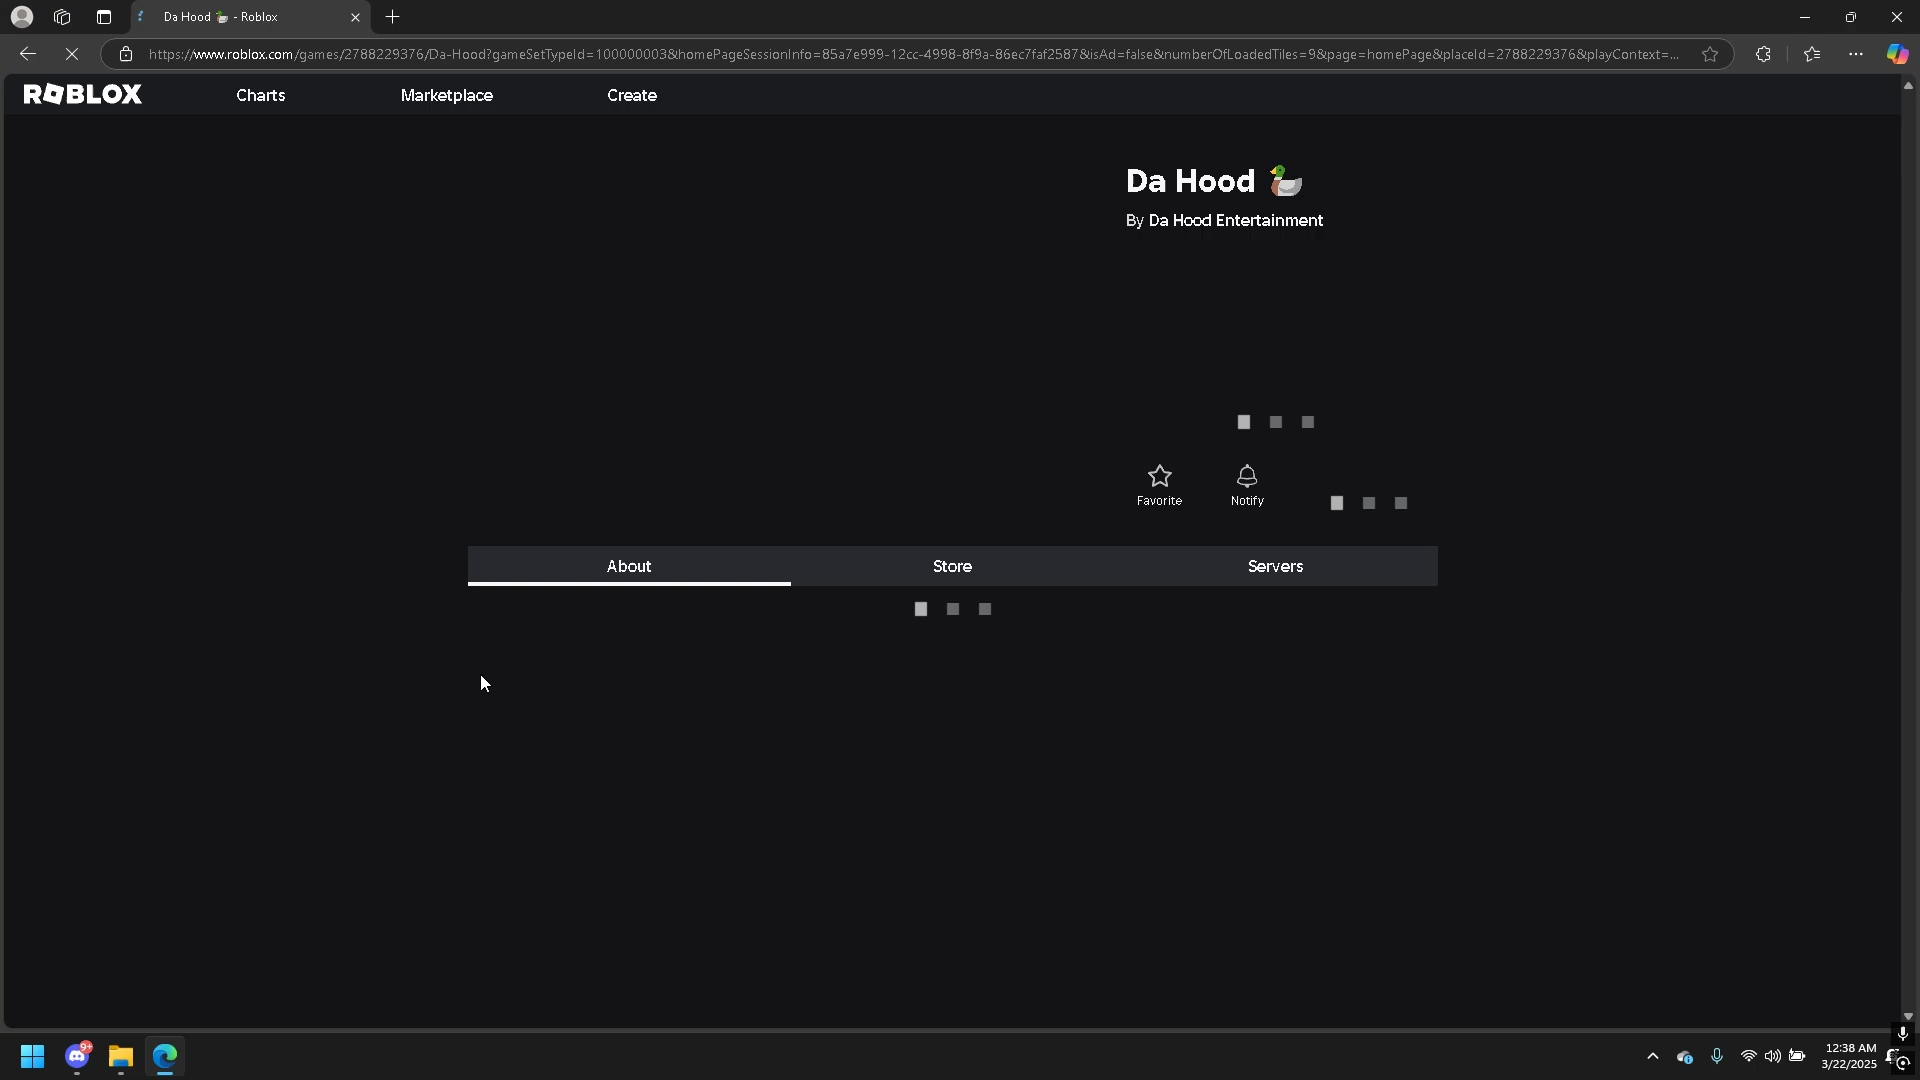 Da Hood 🦆 - Roblox
https://www.roblox.com/games/2788229376/Da-Hood?gameSetTypeId=100000003&homePageSessionInfo=85a7e999-12cc-4998-8f9a-86ec7faf2587&isAd=false&numberOfLoadedTiles=9&page=homePage&placeId=2788229376&playContext=...
ROBLOX Charts Marketplace Create
Da Hood 🦆
By Da Hood Entertainment
Favorite Notify
About Store Servers
9+
12:38 AM
3/22/2025